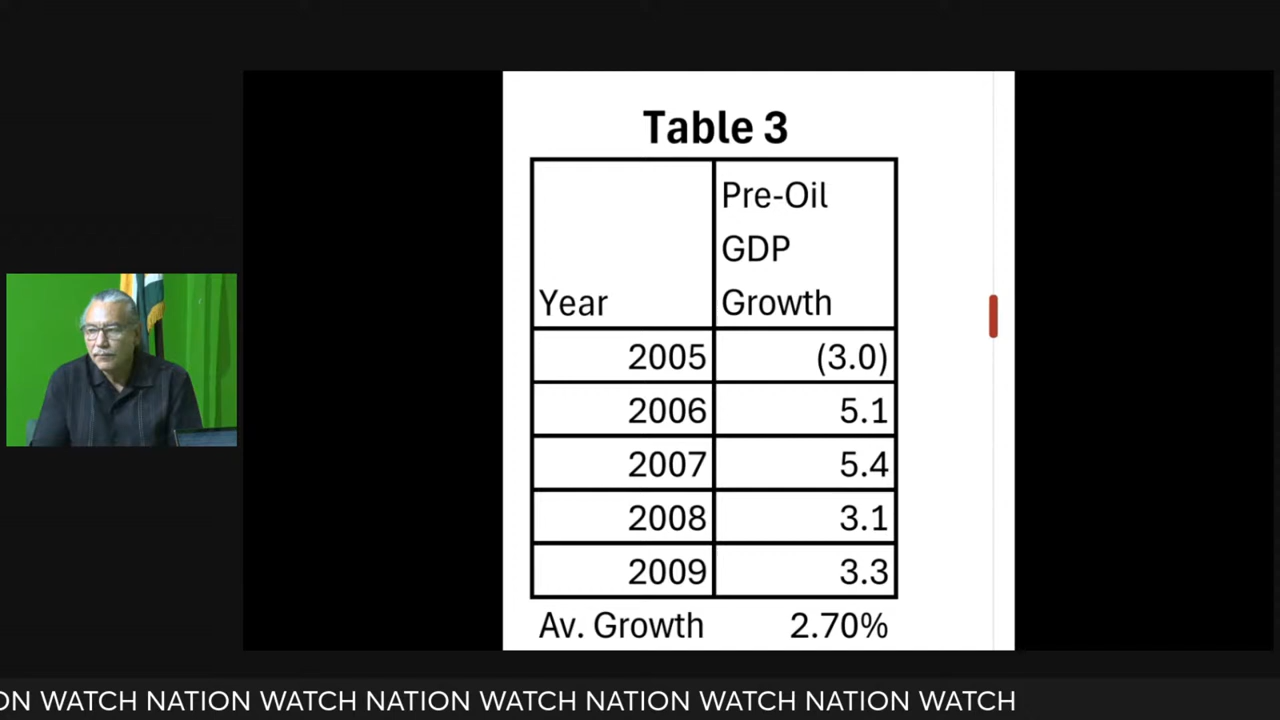 Table 3
Pre-Oil
GDP
Year Growth
2005 (3.0)
2006 5.1
2007 5.4
2008 3.1
2009 3.3
Av. Growth 2.70%
ON WATCH NATION WATCH NATION WATCH NATION WATCH NATION WATCH